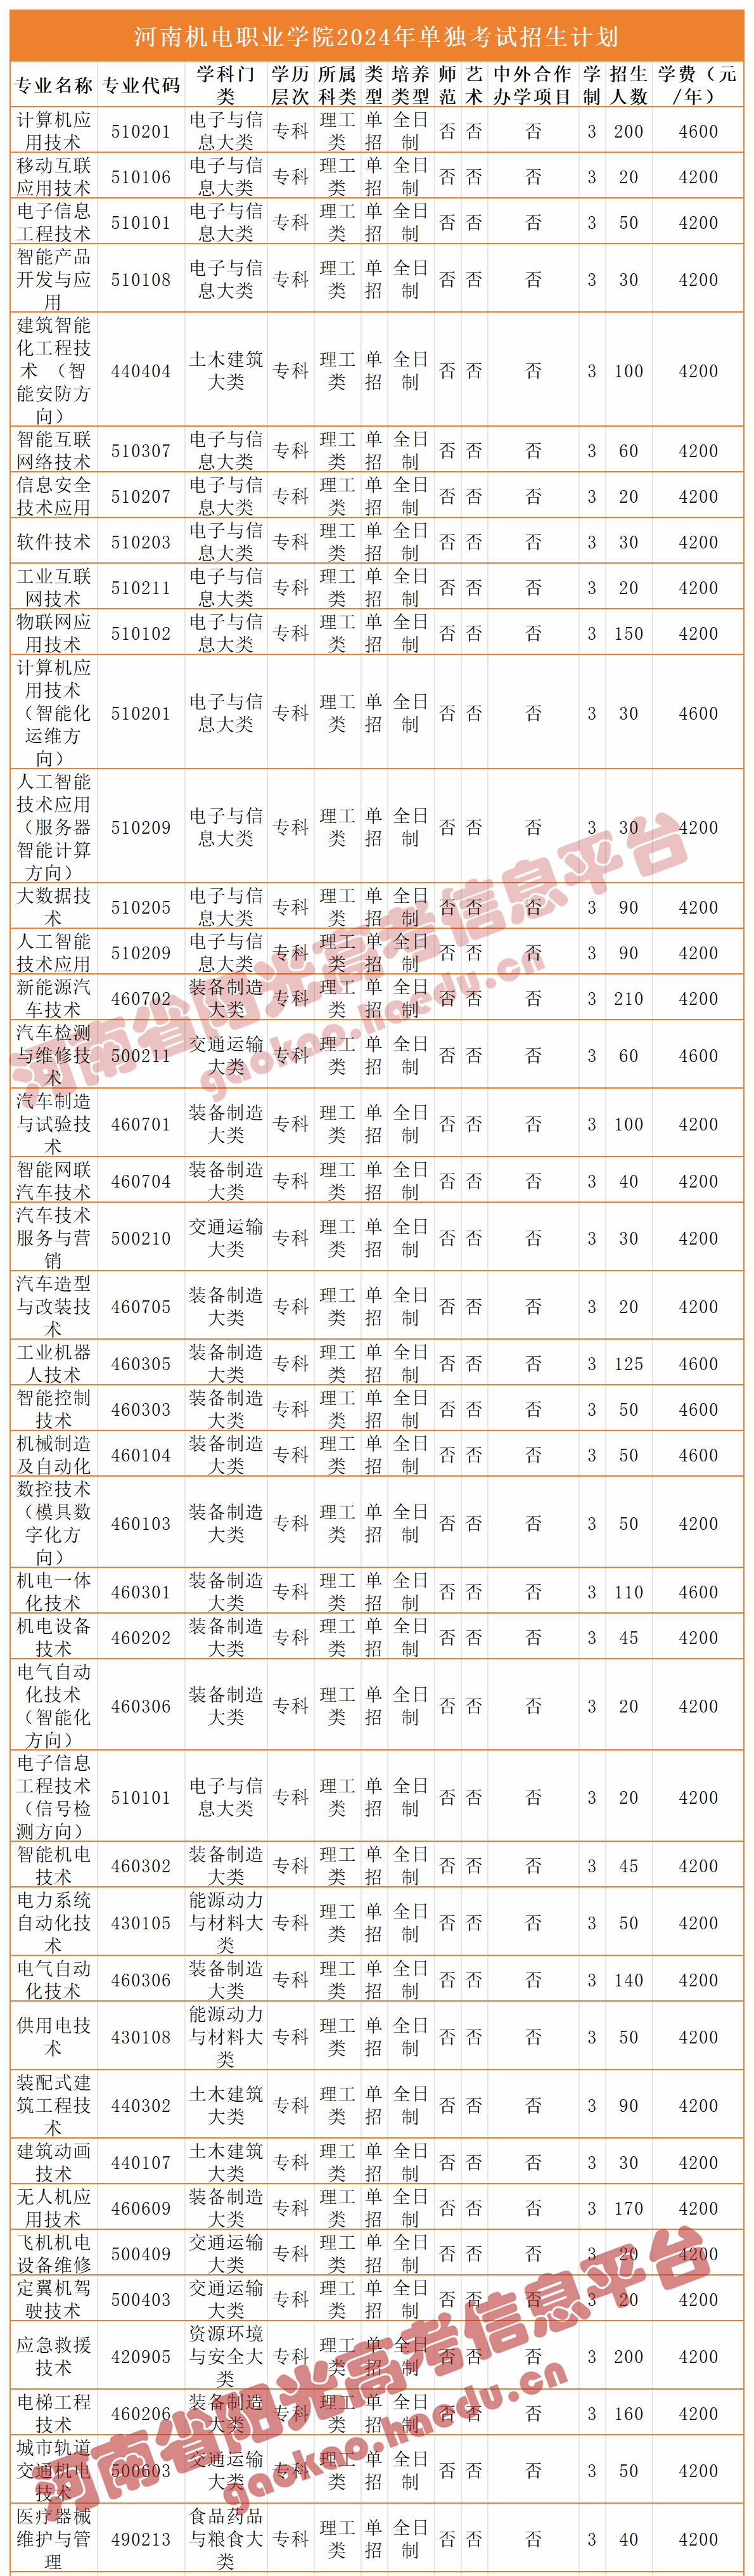 河南机电职业学院2024年单独考试招生计划
专业名称 专业代码 学科门类 学历层次 所属科类 类型 培养类型 师范 艺术 中外合作办学项目 学制 招生人数 学费（元/年）
计算机应用技术 510201 电子与信息大类 专科 理工类 单招 全日制 否 否 否 3 200 4600
移动互联应用技术 510106 电子与信息大类 专科 理工类 单招 全日制 否 否 否 3 20 4200
电子信息工程技术 510101 电子与信息大类 专科 理工类 单招 全日制 否 否 否 3 50 4200
智能产品开发与应用 510108 电子与信息大类 专科 理工类 单招 全日制 否 否 否 3 30 4200
建筑智能化工程技术 （智能安防方向） 440404 土木建筑大类 专科 理工类 单招 全日制 否 否 否 3 100 4200
智能互联网络技术 510307 电子与信息大类 专科 理工类 单招 全日制 否 否 否 3 60 4200
信息安全技术应用 510207 电子与信息大类 专科 理工类 单招 全日制 否 否 否 3 20 4200
软件技术 510203 电子与信息大类 专科 理工类 单招 全日制 否 否 否 3 30 4200
工业互联网技术 510211 电子与信息大类 专科 理工类 单招 全日制 否 否 否 3 20 4200
物联网应用技术 510102 电子与信息大类 专科 理工类 单招 全日制 否 否 否 3 150 4200
计算机应用技术（智能化运维方向） 510201 电子与信息大类 专科 理工类 单招 全日制 否 否 否 3 30 4600
人工智能技术应用（服务器智能计算方向） 510209 电子与信息大类 专科 理工类 单招 全日制 否 否 否 3 30 4200
大数据技术 510205 电子与信息大类 专科 理工类 单招 全日制 否 否 否 3 90 4200
人工智能技术应用 510209 电子与信息大类 专科 理工类 单招 全日制 否 否 否 3 90 4200
新能源汽车技术 460702 装备制造大类 专科 理工类 单招 全日制 否 否 否 3 210 4200
汽车检测与维修技术 500211 交通运输大类 专科 理工类 单招 全日制 否 否 否 3 60 4600
汽车制造与试验技术 460701 装备制造大类 专科 理工类 单招 全日制 否 否 否 3 100 4200
智能网联汽车技术 460704 装备制造大类 专科 理工类 单招 全日制 否 否 否 3 40 4200
汽车技术服务与营销 500210 交通运输大类 专科 理工类 单招 全日制 否 否 否 3 30 4200
汽车造型与改装技术 460705 装备制造大类 专科 理工类 单招 全日制 否 否 否 3 20 4200
工业机器人技术 460305 装备制造大类 专科 理工类 单招 全日制 否 否 否 3 125 4600
智能控制技术 460303 装备制造大类 专科 理工类 单招 全日制 否 否 否 3 50 4600
机械制造及自动化 460104 装备制造大类 专科 理工类 单招 全日制 否 否 否 3 50 4600
数控技术（模具数字化方向） 460103 装备制造大类 专科 理工类 单招 全日制 否 否 否 3 50 4200
机电一体化技术 460301 装备制造大类 专科 理工类 单招 全日制 否 否 否 3 110 4600
机电设备技术 460202 装备制造大类 专科 理工类 单招 全日制 否 否 否 3 45 4200
电气自动化技术（智能化方向） 460306 装备制造大类 专科 理工类 单招 全日制 否 否 否 3 20 4200
电子信息工程技术（信号检测方向） 510101 电子与信息大类 专科 理工类 单招 全日制 否 否 否 3 20 4200
智能机电技术 460302 装备制造大类 专科 理工类 单招 全日制 否 否 否 3 45 4200
电力系统自动化技术 430105 能源动力与材料大类 专科 理工类 单招 全日制 否 否 否 3 50 4200
电气自动化技术 460306 装备制造大类 专科 理工类 单招 全日制 否 否 否 3 140 4200
供用电技术 430108 能源动力与材料大类 专科 理工类 单招 全日制 否 否 否 3 50 4200
装配式建筑工程技术 440302 土木建筑大类 专科 理工类 单招 全日制 否 否 否 3 90 4200
建筑动画技术 440107 土木建筑大类 专科 理工类 单招 全日制 否 否 否 3 30 4200
无人机应用技术 460609 装备制造大类 专科 理工类 单招 全日制 否 否 否 3 170 4200
飞机机电设备维修 500409 交通运输大类 专科 理工类 单招 全日制 否 否 否 3 20 4200
定翼机驾驶技术 500403 交通运输大类 专科 理工类 单招 全日制 否 否 否 3 20 4200
应急救援技术 420905 资源环境与安全大类 专科 理工类 单招 全日制 否 否 否 3 200 4200
电梯工程技术 460206 装备制造大类 专科 理工类 单招 全日制 否 否 否 3 160 4200
城市轨道交通机电技术 500603 交通运输大类 专科 理工类 单招 全日制 否 否 否 3 50 4200
医疗器械维护与管理 490213 食品药品与粮食大类 专科 理工类 单招 全日制 否 否 否 3 40 4200
河南省阳光高考信息平台
gaokao.haedu.cn
河南省阳光高考信息平台
gaokao.haedu.cn